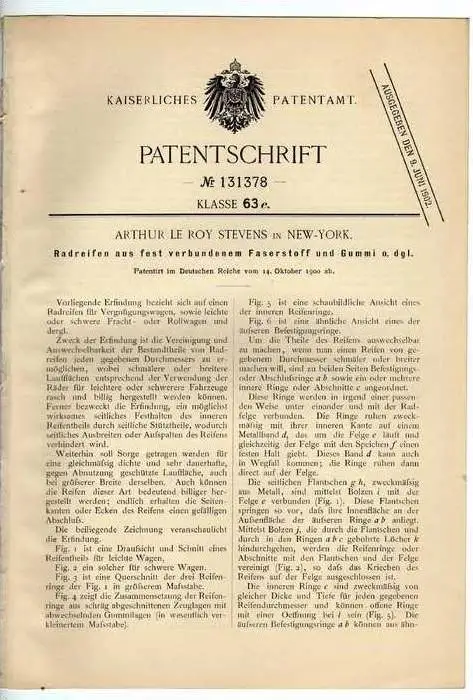 KAISERLICHES PATENTAMT.
AUSGEGEBEN DEN 9. JUNI 1902.
PATENTSCHRIFT
— № 131378 —
KLASSE 63e.
ARTHUR LE ROY STEVENS IN NEW-YORK.
Radreifen aus fest verbundenem Faserstoff und Gummi o. dgl.
Patentirt im Deutschen Reiche vom 14. Oktober 1900 ab.
Vorliegende Erfindung bezieht sich auf einen
Radreifen für Vergnügungswagen, sowie leichte
oder schwere Fracht- oder Rollwagen und
dergl.
Zweck der Erfindung ist die Vereinigung und
Auswechselbarkeit der Bestandtheile von Rad-
reifen jeden gegebenen Durchmessers zu er-
möglichen, wobei schmälere oder breitere
Laufflächen entsprechend der Verwendung der
Räder für leichtere oder schwerere Fahrzeuge
rasch und billig hergestellt werden können.
Ferner bezweckt die Erfindung, ein möglichst
wirksames seitliches Festhalten des inneren
Reifentheils durch seitliche Stütztheile, wodurch
seitliches Ausbreiten oder Aufspalten des Reifens
verhindert wird.
Weiterhin soll Sorge getragen werden für
eine gleichmäßig dichte und sehr dauerhafte,
gegen Abnutzung geschützte Lauffläche, auch
bei größerer Breite derselben. Auch können
die Reifen dieser Art bedeutend billiger her-
gestellt werden; endlich erhalten die Seiten-
kanten oder Ecken des Reifens einen gefälligen
Abschluß.
Die beiliegende Zeichnung veranschaulicht
die Erfindung.
Fig. 1 ist eine Draufsicht und Schnitt eines
Reifentheils für leichte Wagen,
Fig. 2 ein solcher für schwere Wagen.
Fig. 3 ist eine Querschnitt der drei Reifen-
ringe der Fig. 1 in größerem Maßstabe.
Fig. 4 zeigt die Zusammensetzung der Reifen-
ringe aus schräg abgeschnittenen Zeuglagen mit
abwechselnden Gummilagen (in wesentlich ver-
kleinertem Maßstabe).
Fig. 5 ist eine schaubildliche Ansicht eines
der inneren Reifenringe.
Fig. 6 ist eine ähnliche Ansicht eines der
äußeren Befestigungsringe.
Um die Theile des Reifens auswechselbar
zu machen, wenn man einen Reifen von ge-
gebenem Durchmesser schmäler oder breiter
machen will, sind zu beiden Seiten Befestigungs-
oder Abschlußringe a b sowie ein oder mehrere
innere Ringe oder Abschnitte c angeordnet.
Diese Ringe werden in irgend einer passen-
den Weise unter einander und mit der Rad-
felge verbunden. Die Ringe ruhen zweck-
mäßig mit ihrer inneren Kante auf einem
Metallband d, das um die Felge e läuft und
gleichzeitig der Felge mit den Speichen f einen
festen Halt giebt. Dieses Band d kann auch
in Wegfall kommen; die Ringe ruhen dann
direct auf der Felge.
Die seitlichen Flantschen g h, zweckmäßig
aus Metall, sind mittelst Bolzen i mit der
Felge e verbunden (Fig. 1). Diese Flantschen
springen so vor, daß ihre Innenfläche an der
Außenfläche der äußeren Ringe a b anliegt.
Mittelst Bolzen j, die durch die Flantschen und
durch in den Ringen a b c gebohrte Löcher k
hindurchgehen, werden die Reifenringe oder
Abschnitte mit den Flantschen und der Felge
vereinigt (Fig. 2), so daß das Kriechen des
Reifens auf der Felge ausgeschlossen ist.
Die inneren Ringe c sind zweckmäßig von
gleicher Dicke und Tiefe für jeden gegebenen
Reifendurchmesser und können offene Ringe
mit einer Oeffnung bei l sein (Fig. 5). Die
äußeren Befestigungsringe a b können aus ähn-